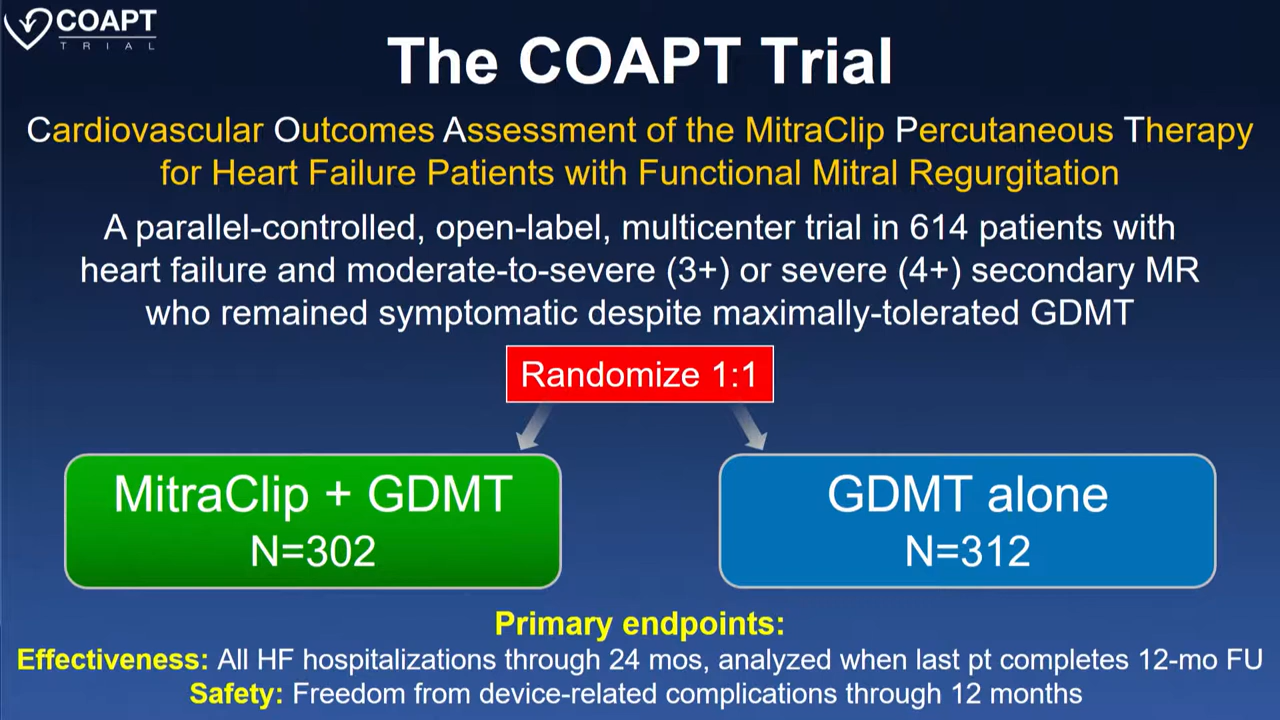 COAPT
TRIAL
The COAPT Trial
Cardiovascular Outcomes Assessment of the MitraClip Percutaneous Therapy
for Heart Failure Patients with Functional Mitral Regurgitation
A parallel-controlled, open-label, multicenter trial in 614 patients with
heart failure and moderate-to-severe (3+) or severe (4+) secondary MR
who remained symptomatic despite maximally-tolerated GDMT
Randomize 1:1
MitraClip + GDMT
N=302
GDMT alone
N=312
Primary endpoints:
Effectiveness: All HF hospitalizations through 24 mos, analyzed when last pt completes 12-mo FU
Safety: Freedom from device-related complications through 12 months